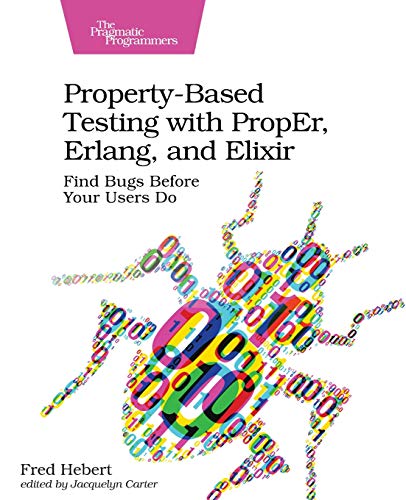 The
Pragmatic
Programmers
Property-Based
Testing with PropEr,
Erlang, and Elixir
Find Bugs Before
Your Users Do
Fred Hebert
edited by Jacquelyn Carter